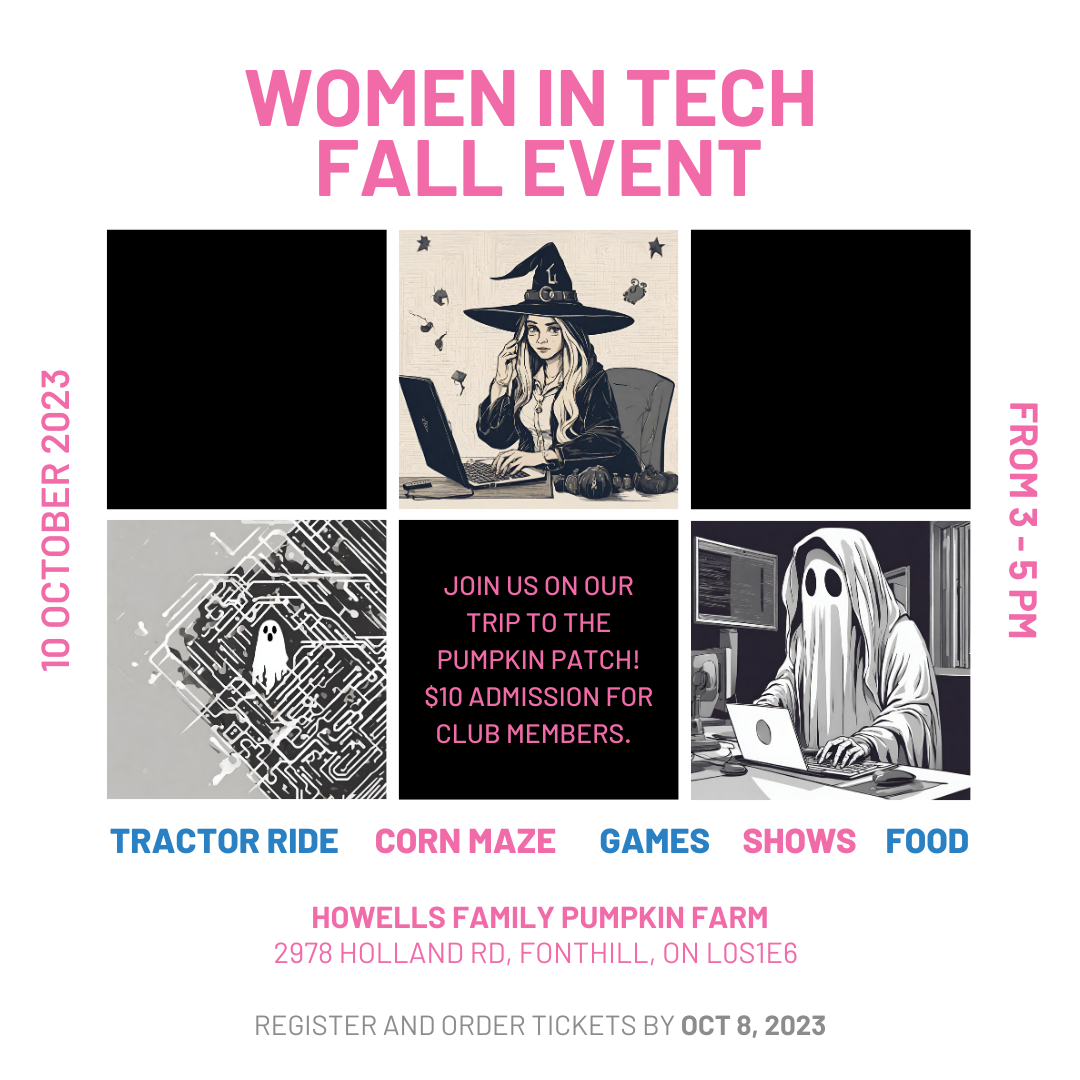 WOMEN IN TECH
FALL EVENT
10 OCTOBER 2023
FROM 3 - 5 PM
JOIN US ON OUR
TRIP TO THE
PUMPKIN PATCH!
$10 ADMISSION FOR
CLUB MEMBERS.
TRACTOR RIDE CORN MAZE GAMES SHOWS FOOD
HOWELLS FAMILY PUMPKIN FARM
2978 HOLLAND RD, FONTHILL, ON L0S1E6
REGISTER AND ORDER TICKETS BY OCT 8, 2023